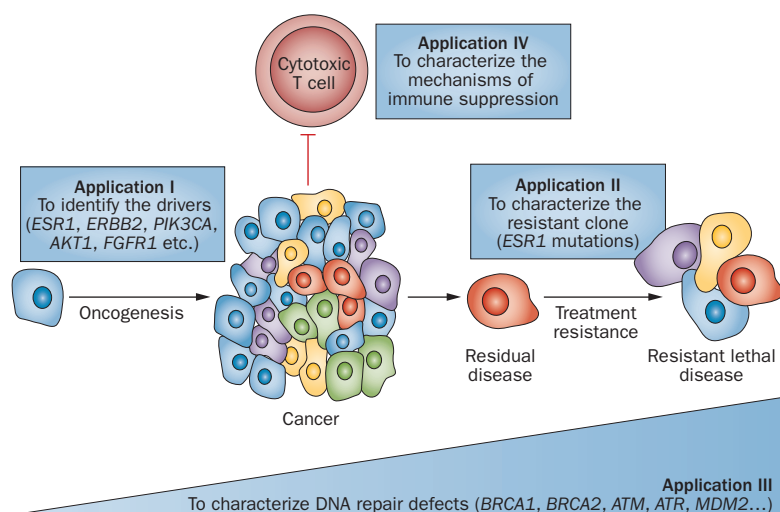 Cytotoxic
T cell
Application IV
To characterize the
mechanisms of
immune suppression
Application I
To identify the drivers
(ESR1, ERBB2, PIK3CA,
AKT1, FGFR1 etc.)
Application II
To characterize the
resistant clone
(ESR1 mutations)
Oncogenesis
Cancer
Residual
disease
Treatment
resistance
Resistant lethal
disease
Application III
To characterize DNA repair defects (BRCA1, BRCA2, ATM, ATR, MDM2...)